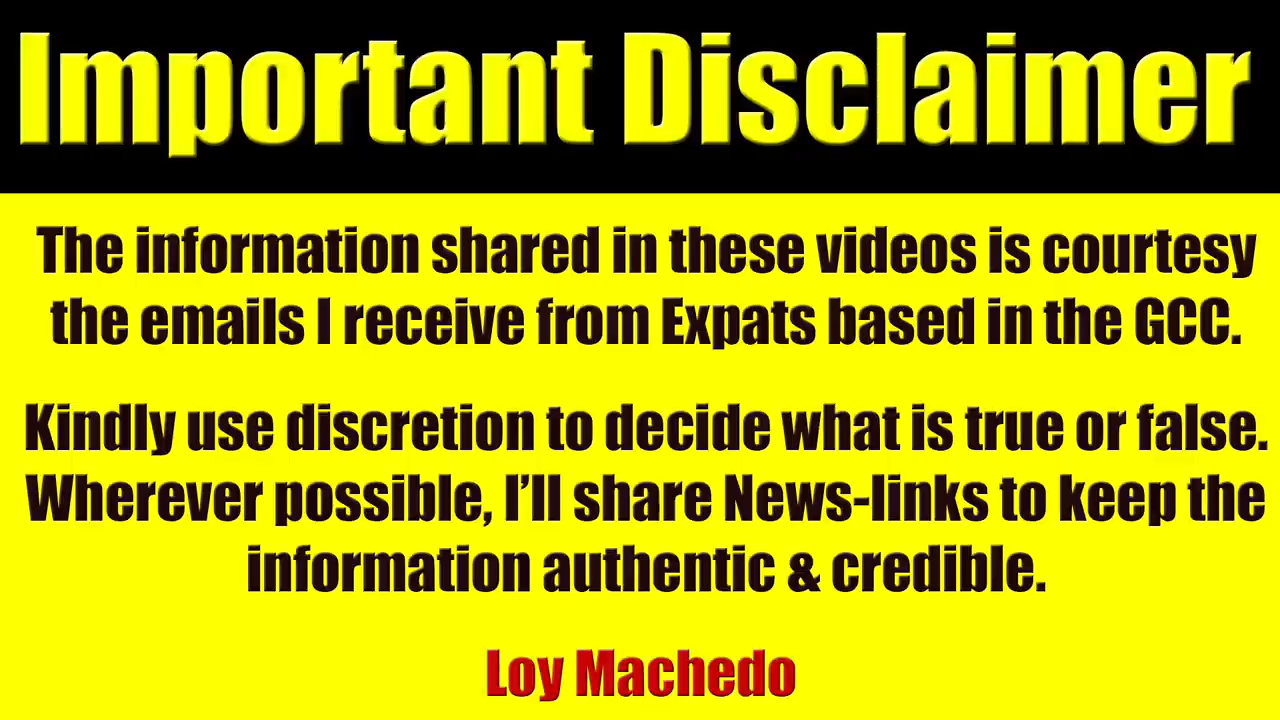 Important Disclaimer
The information shared in these videos is courtesy
the emails I receive from Expats based in the GCC.
Kindly use discretion to decide what is true or false.
Wherever possible, I’ll share News-links to keep the
information authentic & credible.
Loy Machedo